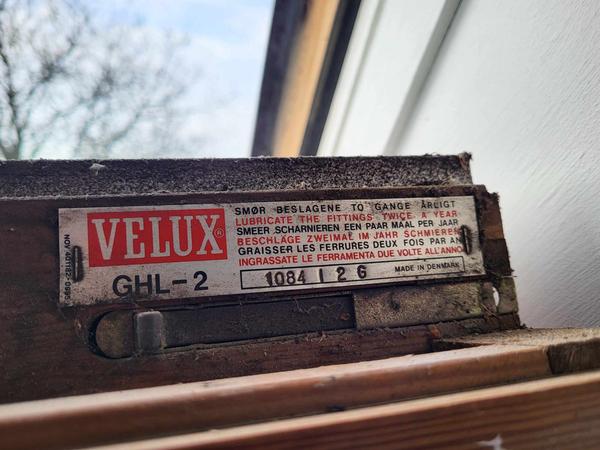 VELUX®
GHL-2
SMØR BESLAGENE TO GANGE ÅRLIGT
LUBRICATE THE FITTINGS TWICE A YEAR
SMEER SCHARNIEREN EEN PAAR MAAL PER JAAR
BESCHLÄGE ZWEIMAL IM JAHR SCHMIEREN
GRAISSER LES FERRURES DEUX FOIS PAR AN
INGRASSATE LE FERRAMENTA DUE VOLTE ALL'ANNO
1084 1 2 6
MADE IN DENMARK